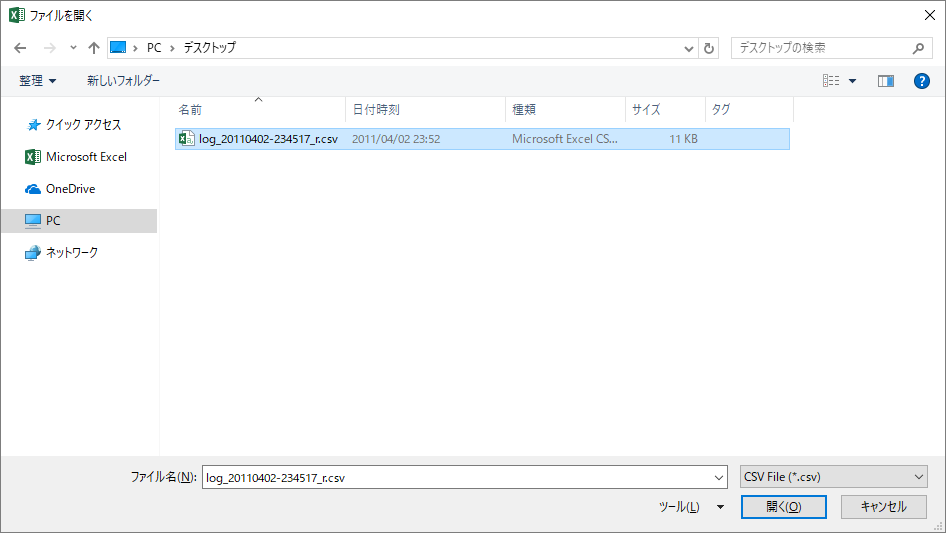 ファイルを開く
PC デスクトップ デスクトップの検索
整理 新しいフォルダー ?
名前 日付時刻 種類 サイズ タグ
log_20110402-234517_r.csv 2011/04/02 23:52 Microsoft Excel CS... 11 KB
クイック アクセス
Microsoft Excel
OneDrive
PC
ネットワーク
ファイル名(N): log_20110402-234517_r.csv CSV File (*.csv)
ツール(L) 開く(O) キャンセル